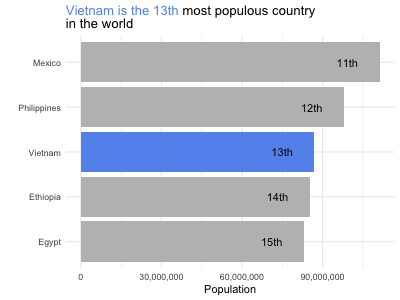 Vietnam is the 13th most populous country
in the world
Mexico
11th
Philippines
12th
Vietnam
13th
Ethiopia
14th
Egypt
15th
0 30,000,000 60,000,000 90,000,000
Population